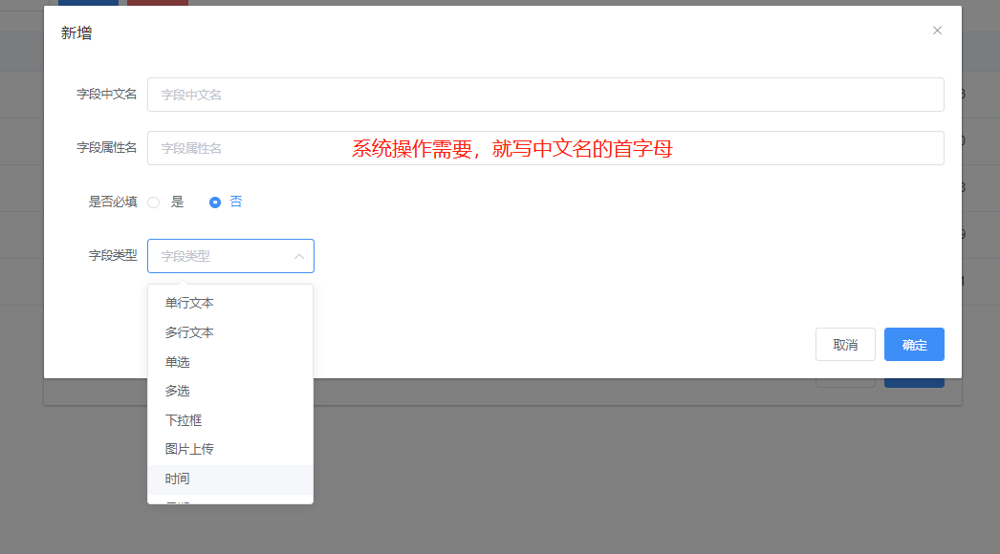 新增
字段中文名 字段中文名
字段属性名 字段属性名 系统操作需要，就写中文名的首字母
是否必填 是 否
字段类型 字段类型
单行文本
多行文本
单选
多选
下拉框
图片上传
时间
取消 确定